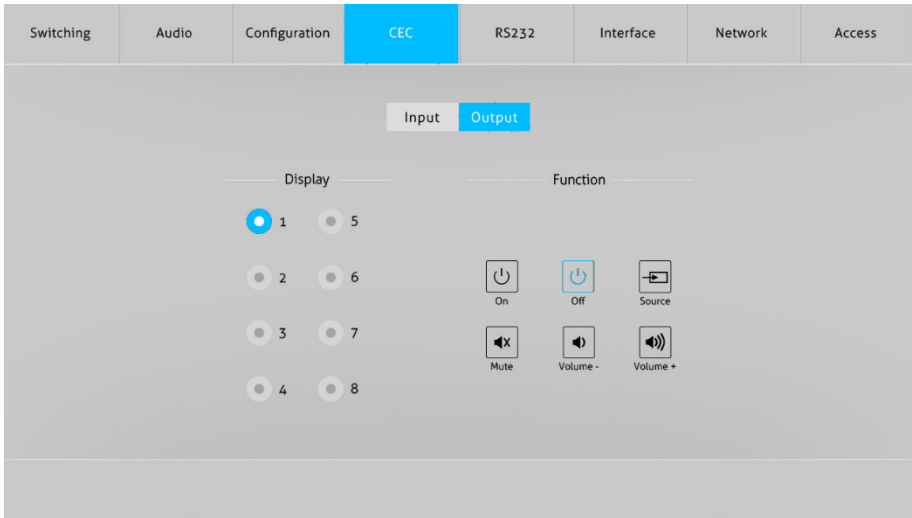 Switching Audio Configuration CEC RS232 Interface Network Access
Input Output
Display
1 5
2 6
3 7
4 8
Function
On Off Source
Mute Volume - Volume +